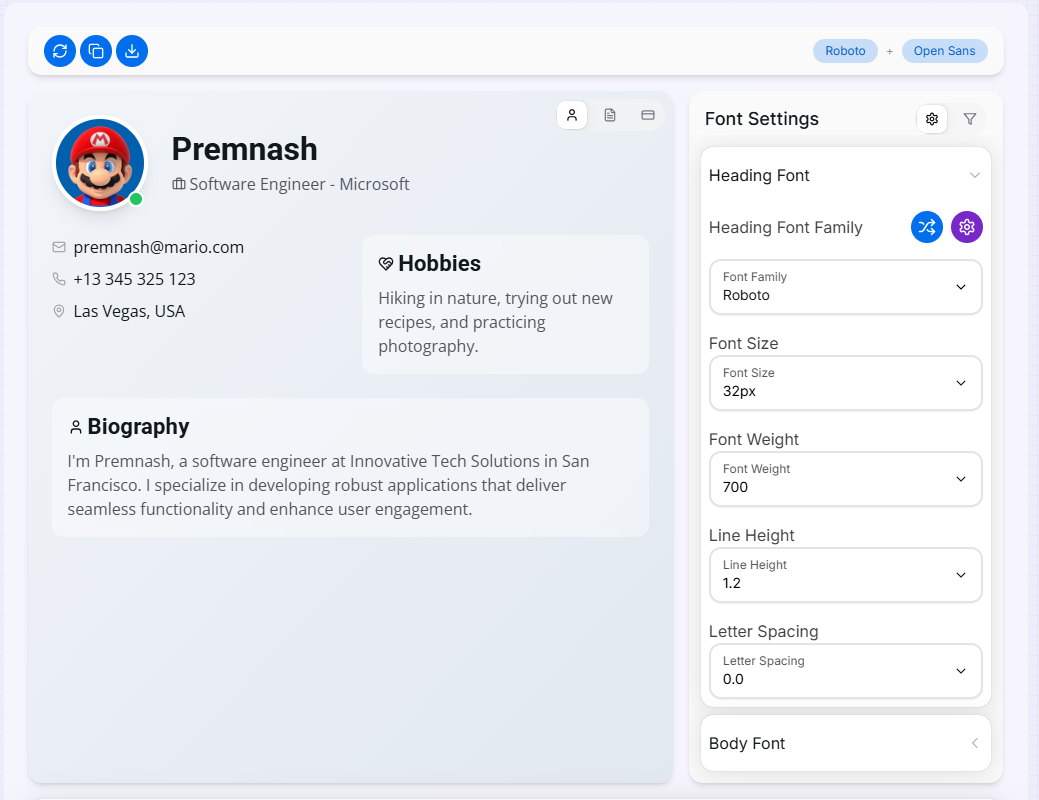 Roboto + Open Sans
Premnash
Software Engineer - Microsoft
premnash@mario.com
+13 345 325 123
Las Vegas, USA
Hobbies
Hiking in nature, trying out new
recipes, and practicing
photography.
Biography
I'm Premnash, a software engineer at Innovative Tech Solutions in San
Francisco. I specialize in developing robust applications that deliver
seamless functionality and enhance user engagement.
Font Settings
Heading Font
Heading Font Family
Font Family
Roboto
Font Size
Font Size
32px
Font Weight
Font Weight
700
Line Height
Line Height
1.2
Letter Spacing
Letter Spacing
0.0
Body Font
M